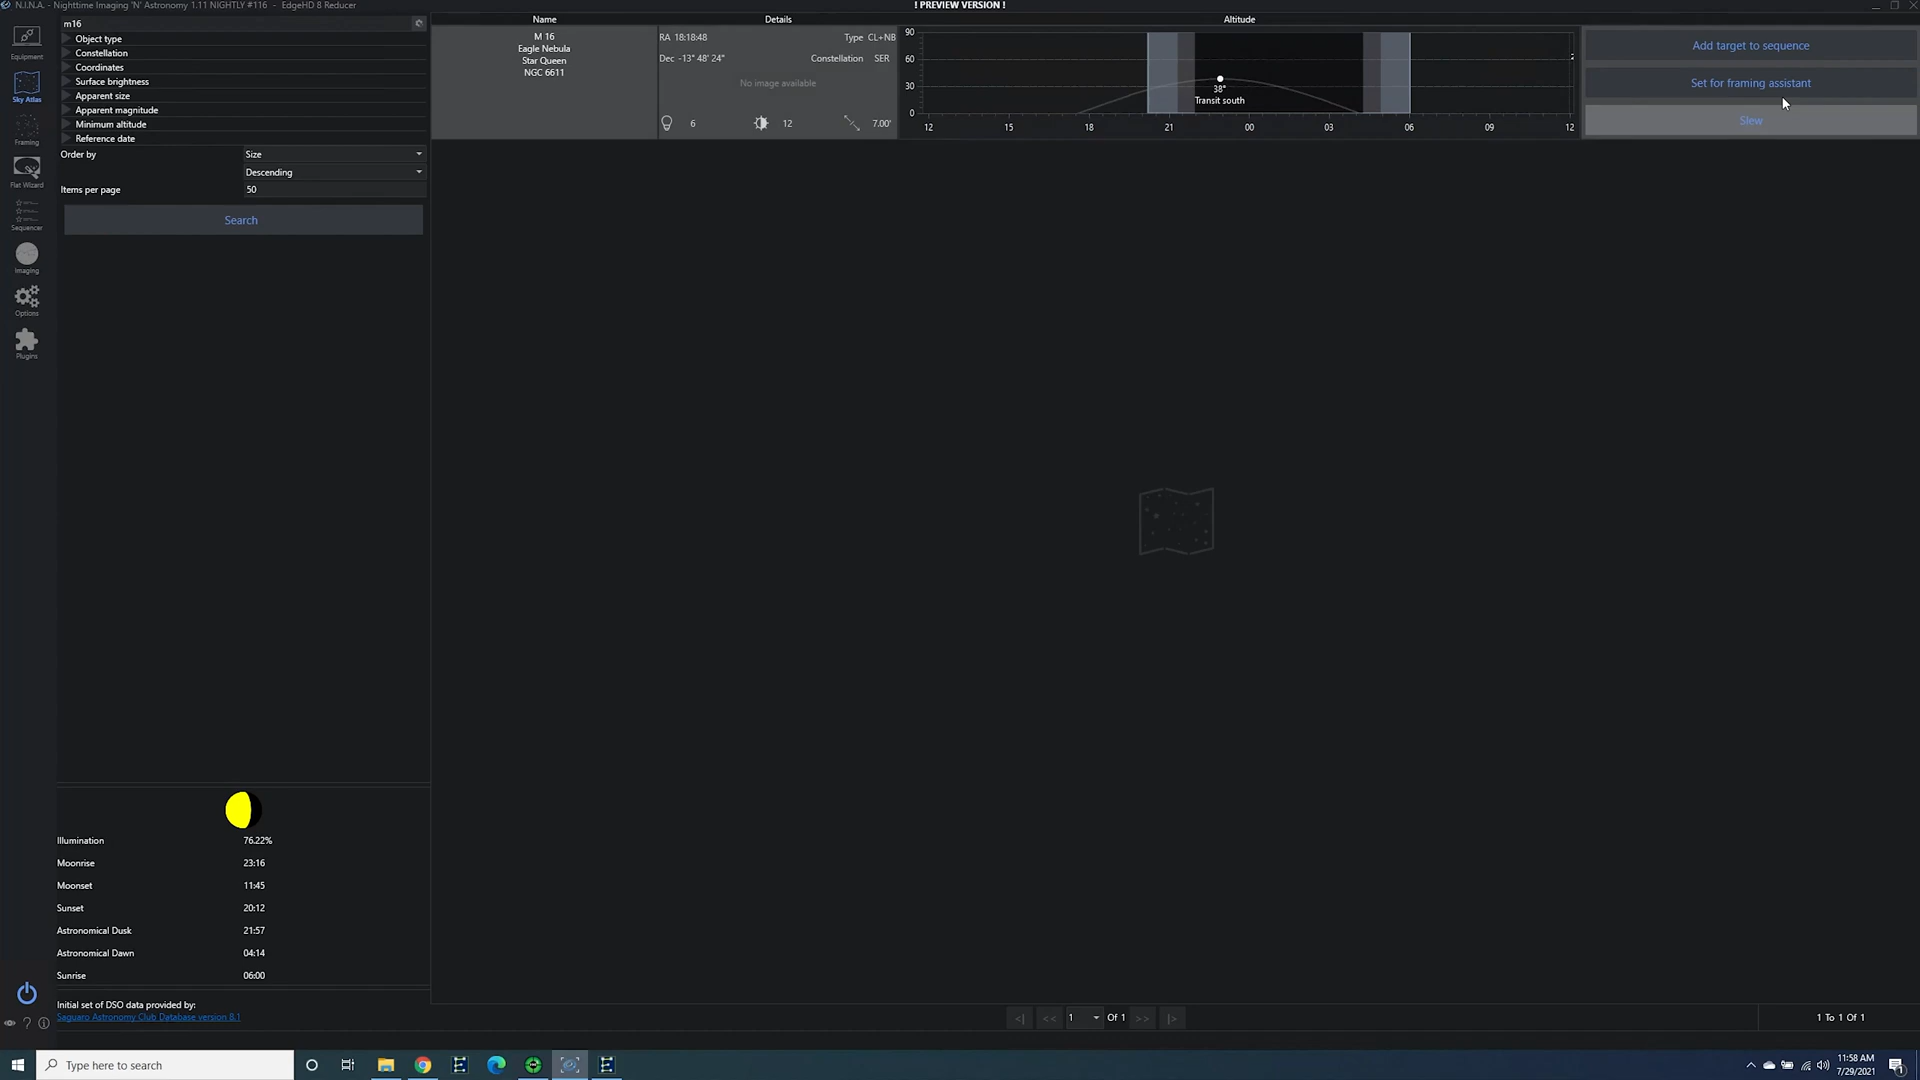 N.I.N.A. - Nighttime Imaging 'N' Astronomy 1.11 NIGHTLY #116 - EdgeHD 8 Reducer
! PREVIEW VERSION !
Equipment
Sky Atlas
Framing
Flat Wizard
Sequencer
Imaging
Options
Plugins
m16
Object type
Constellation
Coordinates
Surface brightness
Apparent size
Apparent magnitude
Minimum altitude
Reference date
Order by Size
Descending
Items per page 50
Search
Name Details Altitude
M 16
Eagle Nebula
Star Queen
NGC 6611
RA 18:18:48 Type CL+NB
Dec -13° 48' 24" Constellation SER
No image available
6 12 7.00'
90
60
30
0
38°
Transit south
12 15 18 21 00 03 06 09 12
Add target to sequence
Set for framing assistant
Slew
Illumination 76.22%
Moonrise 23:16
Moonset 11:45
Sunset 20:12
Astronomical Dusk 21:57
Astronomical Dawn 04:14
Sunrise 06:00
Initial set of DSO data provided by:
Saguaro Astronomy Club Database version 8.1
<| << 1 Of 1 >> |>
1 To 1 Of 1
Type here to search
11:58 AM
7/29/2021
1